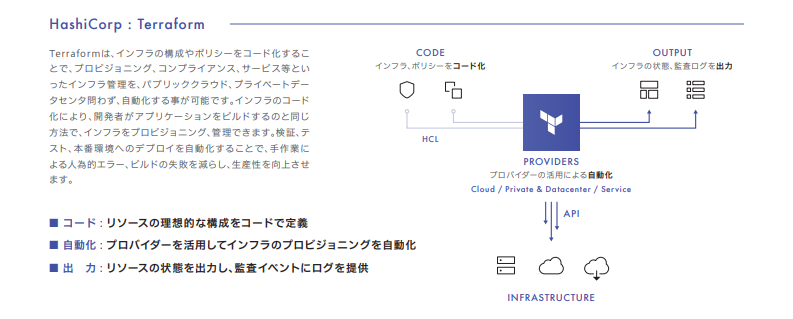 HashiCorp : Terraform
Terraformは、インフラの構成やポリシーをコード化するこ
とで、プロビジョニング、コンプライアンス、サービス等とい
ったインフラ管理を、パブリッククラウド、プライベートデー
タセンタ問わず、自動化する事が可能です。インフラのコード
化により、開発者がアプリケーションをビルドするのと同じ
方法で、インフラをプロビジョニング、管理できます。検証、テ
スト、本番環境へのデプロイを自動化することで、手作業に
よる人為的エラー、ビルドの失敗を減らし、生産性を向上させ
ます。
■ コード : リソースの理想的な構成をコードで定義
■ 自動化 : プロバイダーを活用してインフラのプロビジョニングを自動化
■ 出　力 : リソースの状態を出力し、監査イベントにログを提供
CODE
インフラ、ポリシーをコード化
OUTPUT
インフラの状態、監査ログを出力
HCL
PROVIDERS
プロバイダーの活用による自動化
Cloud / Private & Datacenter / Service
API
INFRASTRUCTURE